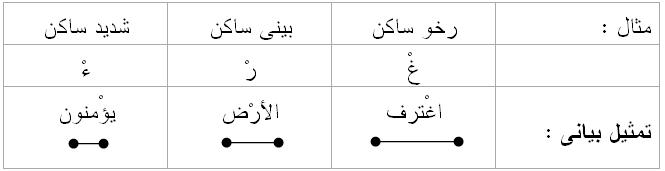 مثال : رخو ساكن بينى ساكن شديد ساكن
غْ رْ ءْ
تمثيل بيانى : اغْترف الأرْض يؤْمنون